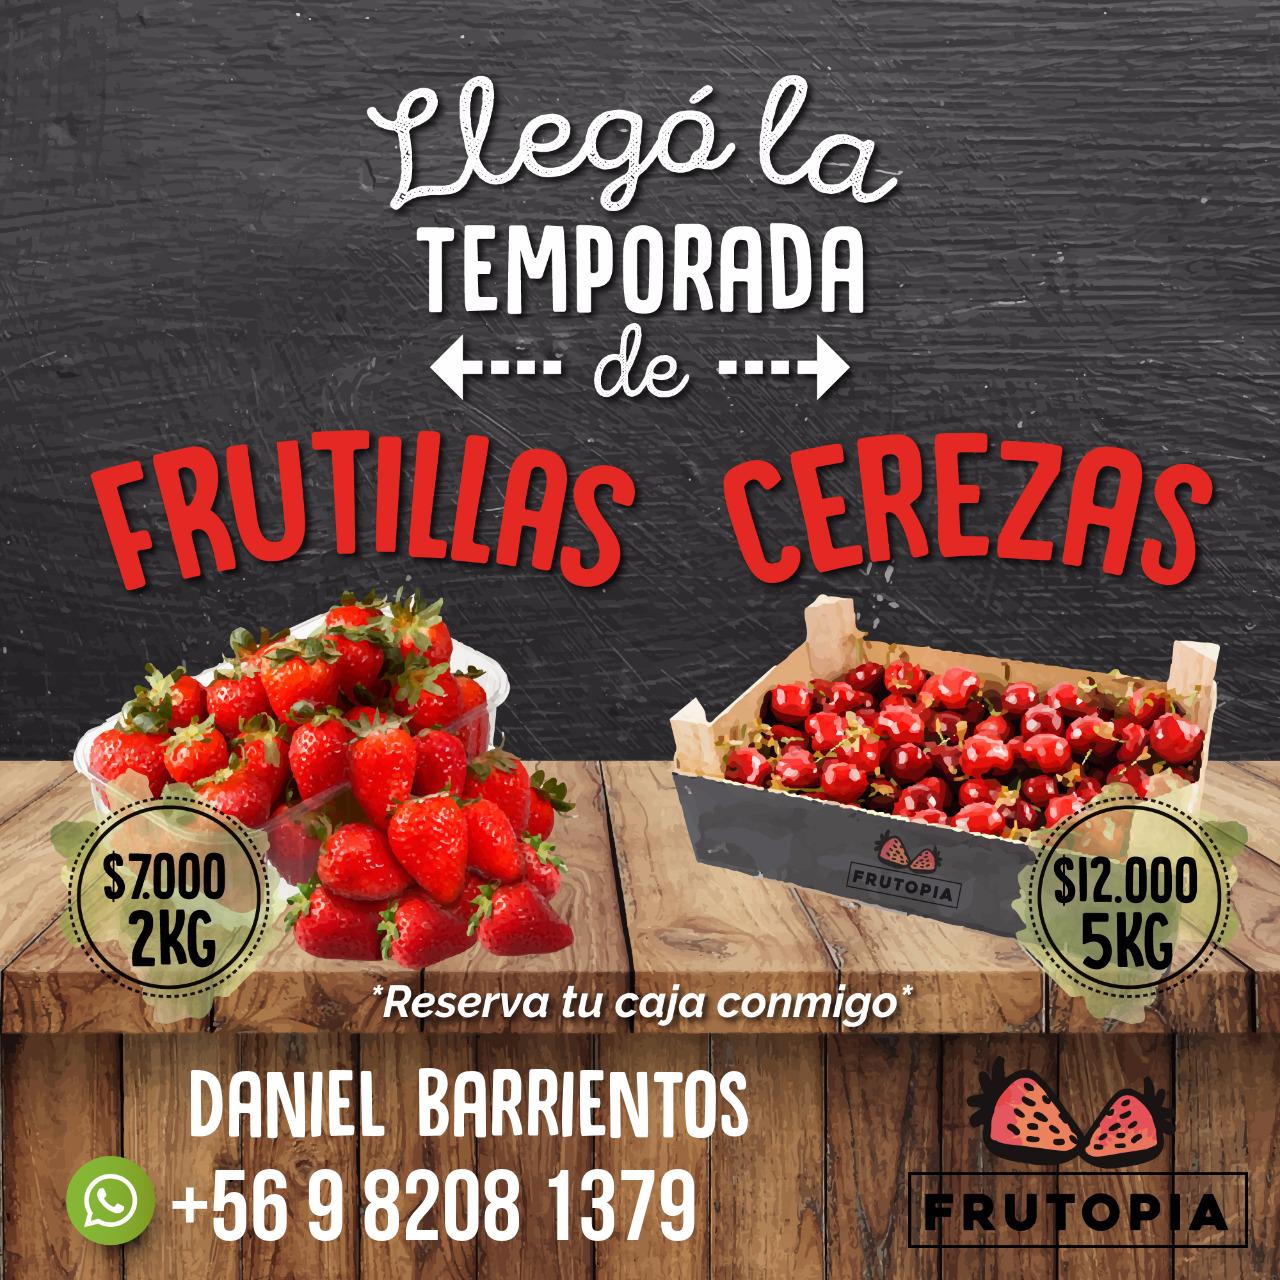 Llegó la
TEMPORADA
de
FRUTILLAS CEREZAS
FRUTOPIA
$7.000
2KG
$12.000
5KG
*Reserva tu caja conmigo*
DANIEL BARRIENTOS
+56 9 8208 1379
FRUTOPIA